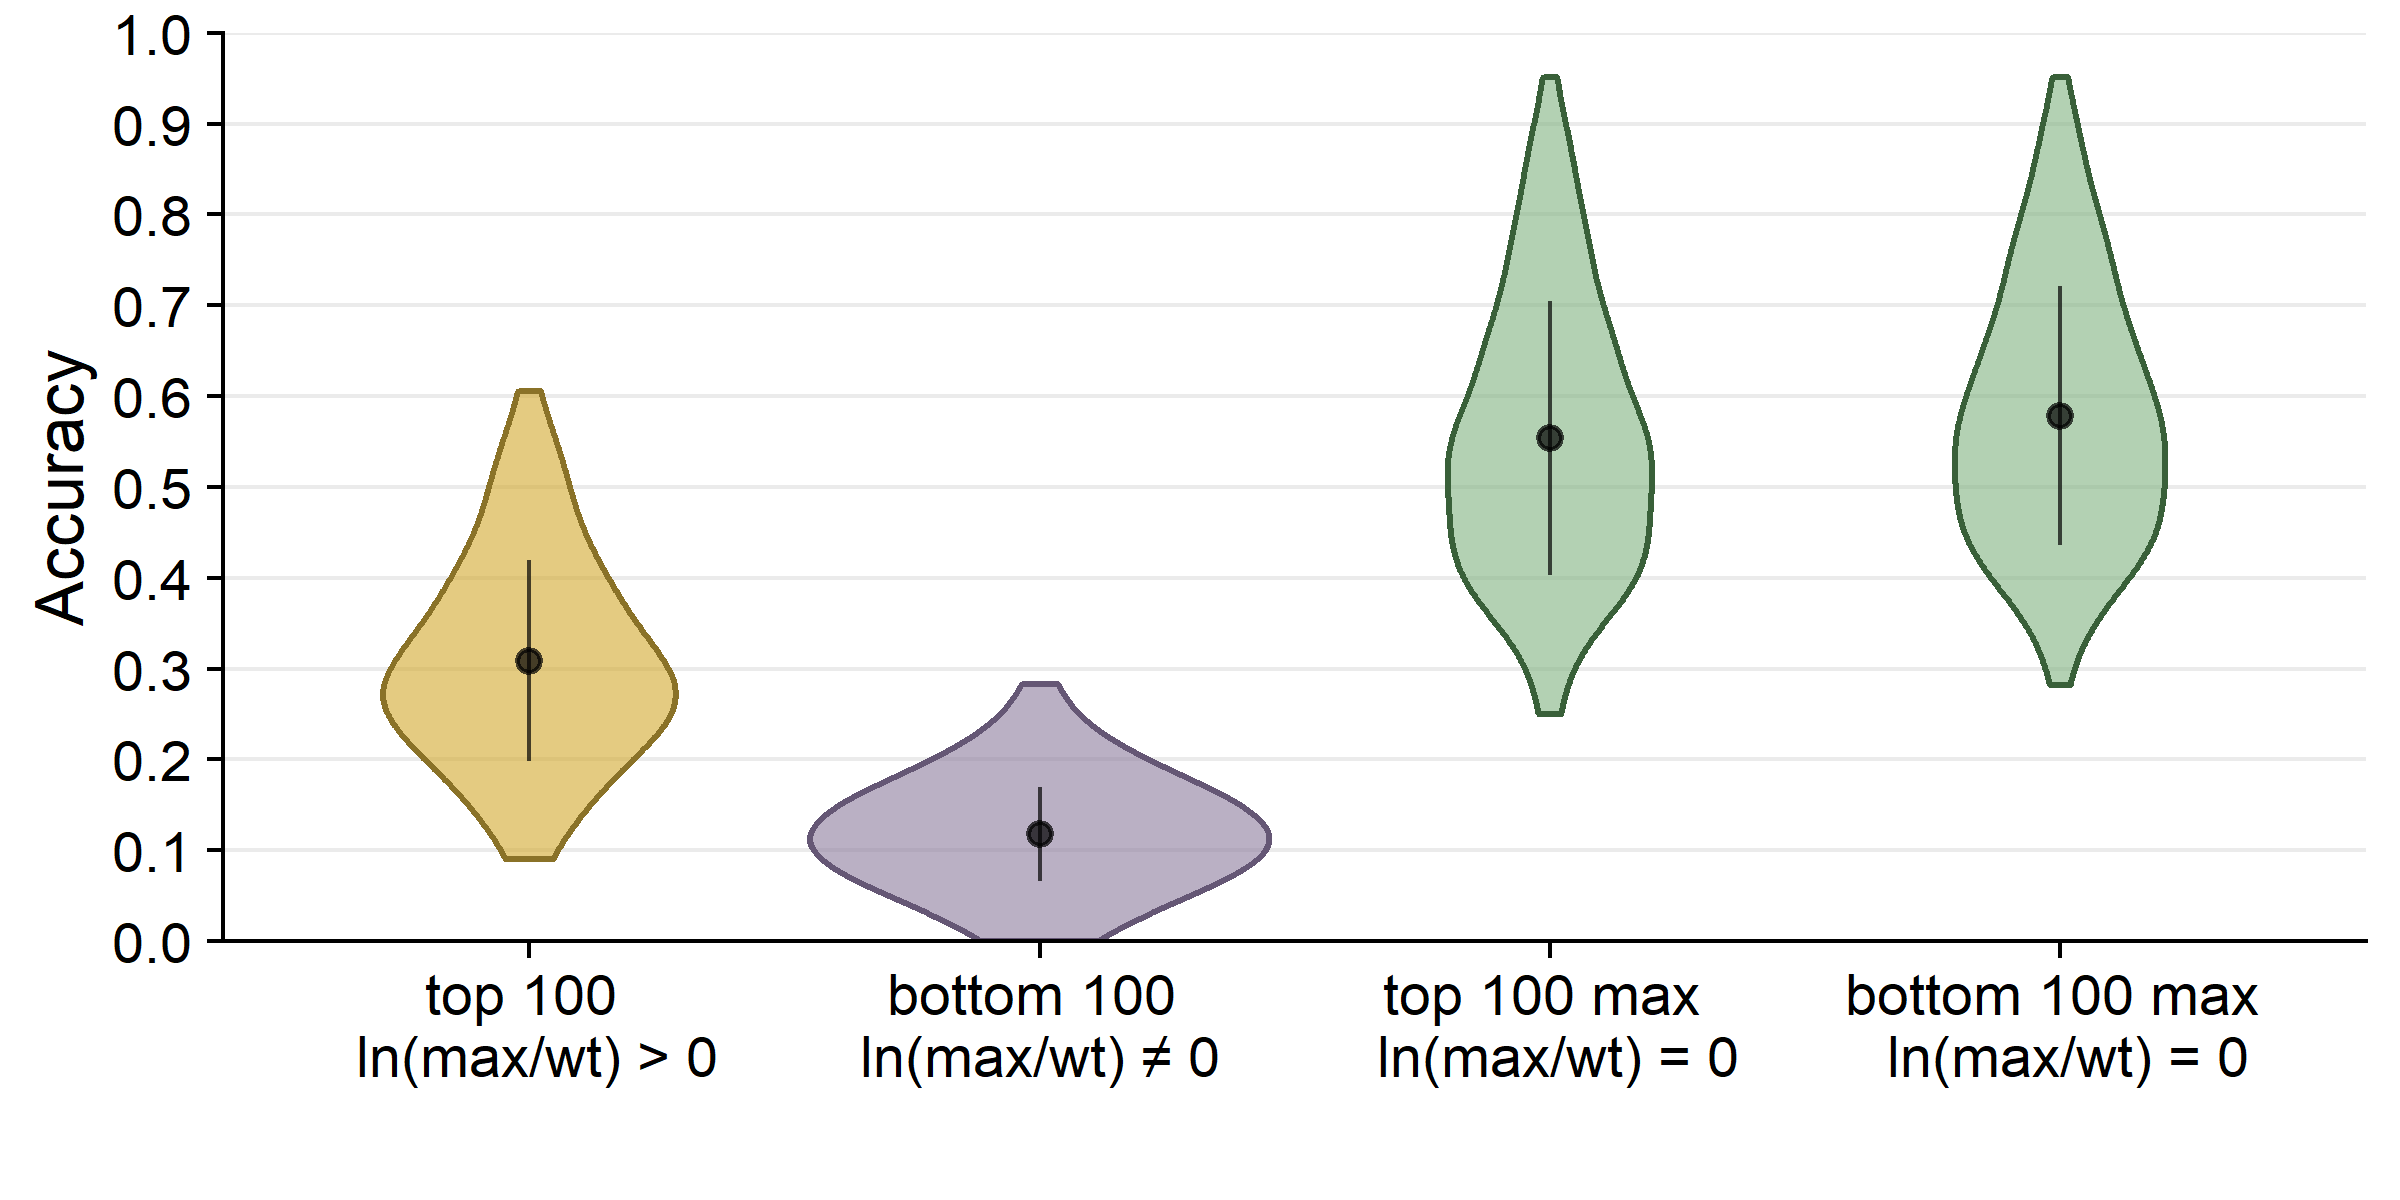 Accuracy
1.0
0.9
0.8
0.7
0.6
0.5
0.4
0.3
0.2
0.1
0.0
top 100
ln(max/wt) > 0
bottom 100
ln(max/wt) ≠ 0
top 100 max
ln(max/wt) = 0
bottom 100 max
ln(max/wt) = 0